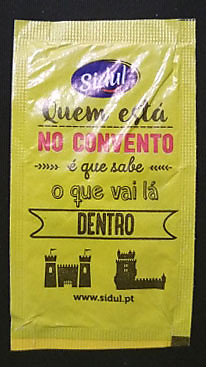 Sidul
Quem está
NO CONVENTO
é que sabe
o que vai lá
DENTRO
www.sidul.pt